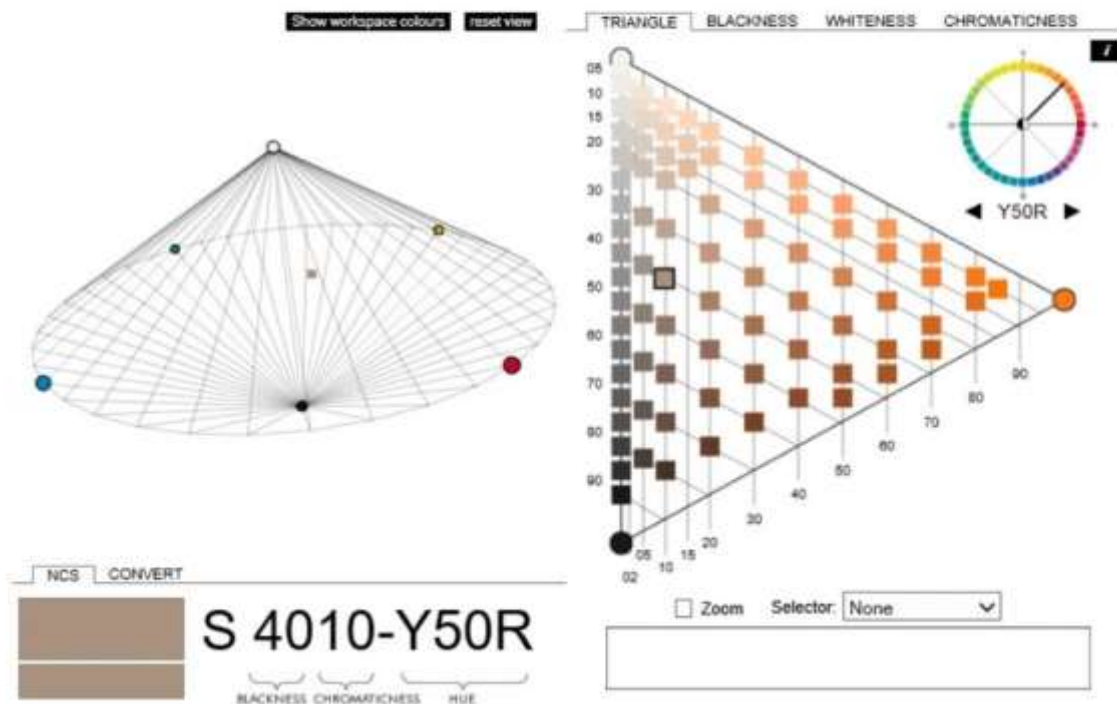 Show workspace colours reset view
TRIANGLE BLACKNESS WHITENESS CHROMATICNESS
i
05
10
15
20
30
40
50
60
70
80
90
Y50R
90
80
70
60
50
40
30
20
15
10
05
02
NCS CONVERT
S 4010-Y50R
BLACKNESS CHROMATICNESS HUE
Zoom Selector: None